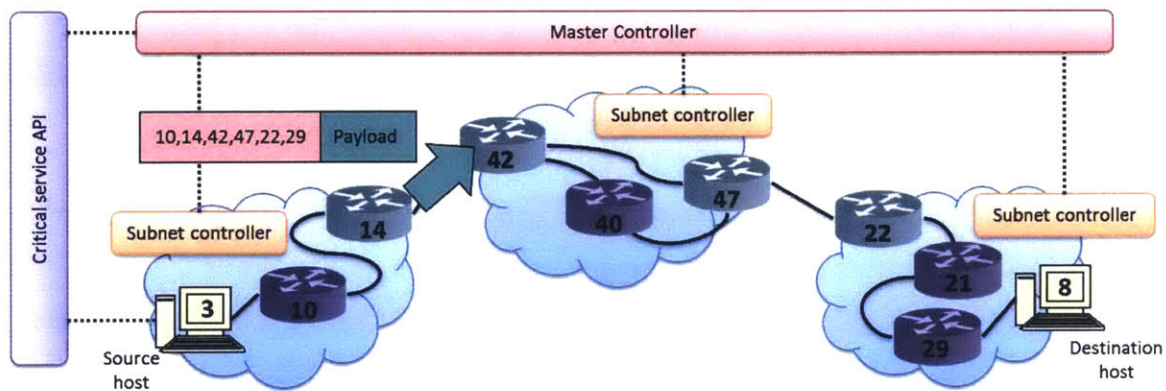 Master Controller
Critical service API
Subnet controller
10,14,42,47,22,29 Payload
42
47
40
14
Subnet controller
22
Subnet controller
21
8
3
10
29
Source
host
Destination
host